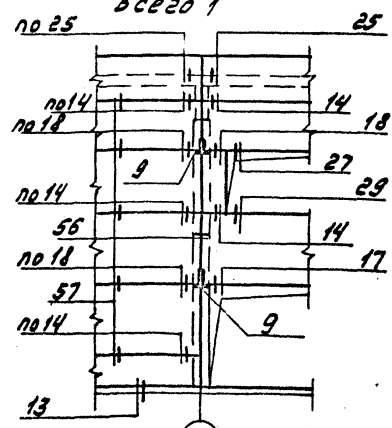 всего 1
по 25 25
по 14 14
по 18 18
9 27
по 14 29
56 14
по 18 17
57
по 14 9
13